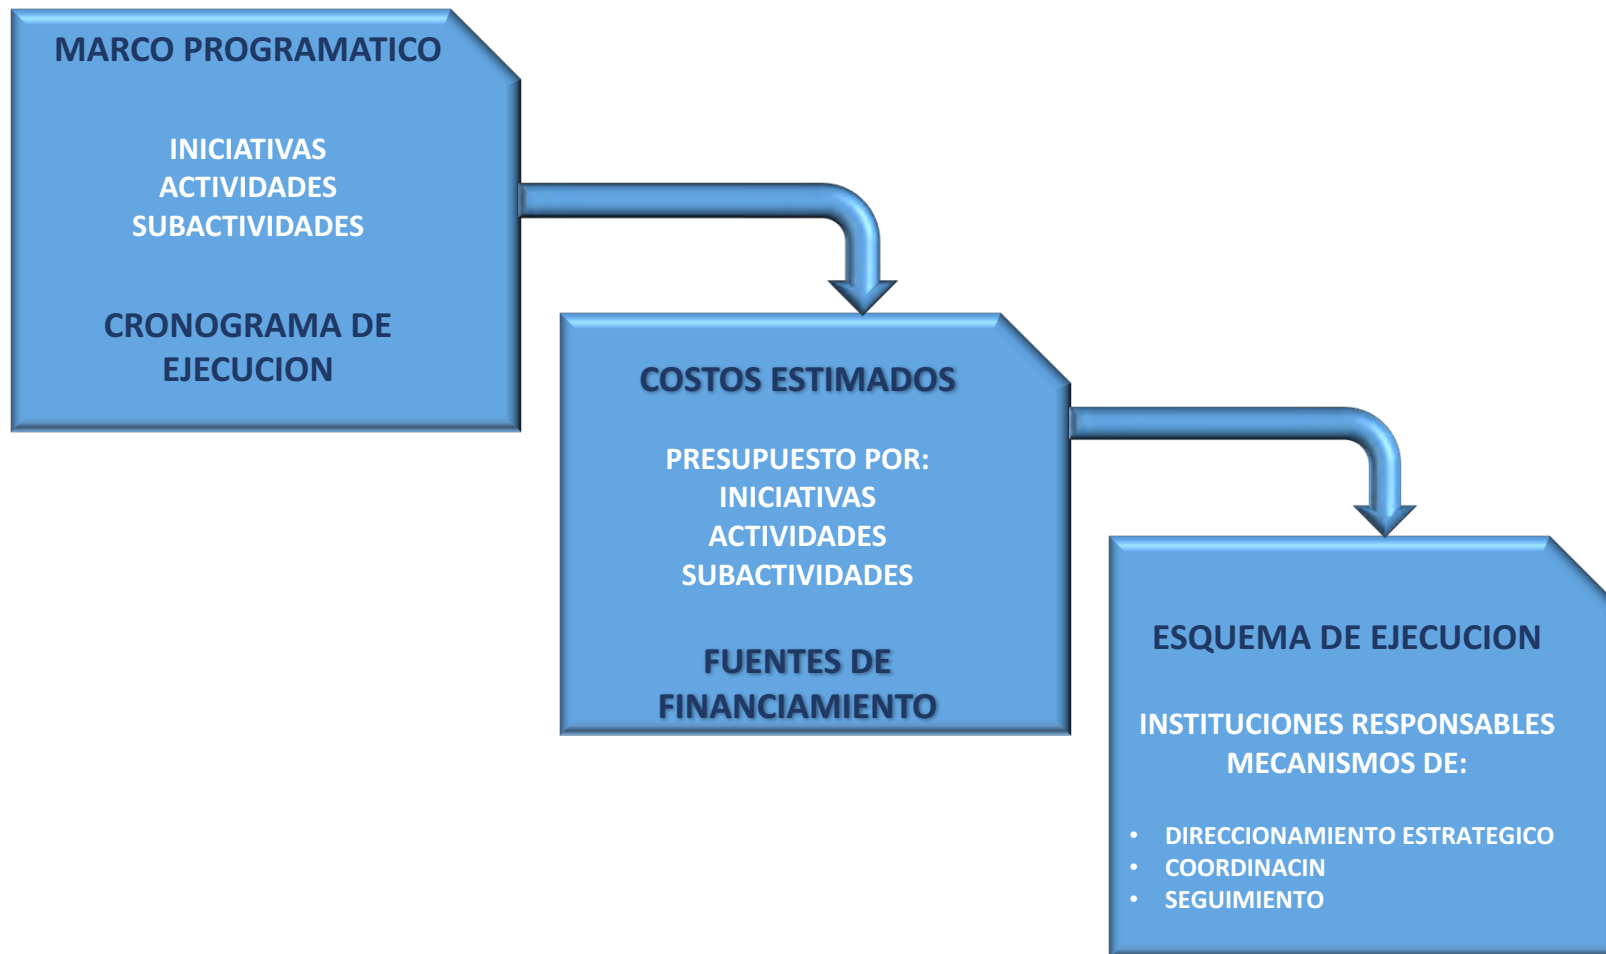 MARCO PROGRAMATICO
INICIATIVAS
ACTIVIDADES
SUBACTIVIDADES
CRONOGRAMA DE
EJECUCION
COSTOS ESTIMADOS
PRESUPUESTO POR:
INICIATIVAS
ACTIVIDADES
SUBACTIVIDADES
FUENTES DE
FINANCIAMIENTO
ESQUEMA DE EJECUCION
INSTITUCIONES RESPONSABLES
MECANISMOS DE:
• DIRECCIONAMIENTO ESTRATEGICO
• COORDINACIN
• SEGUIMIENTO